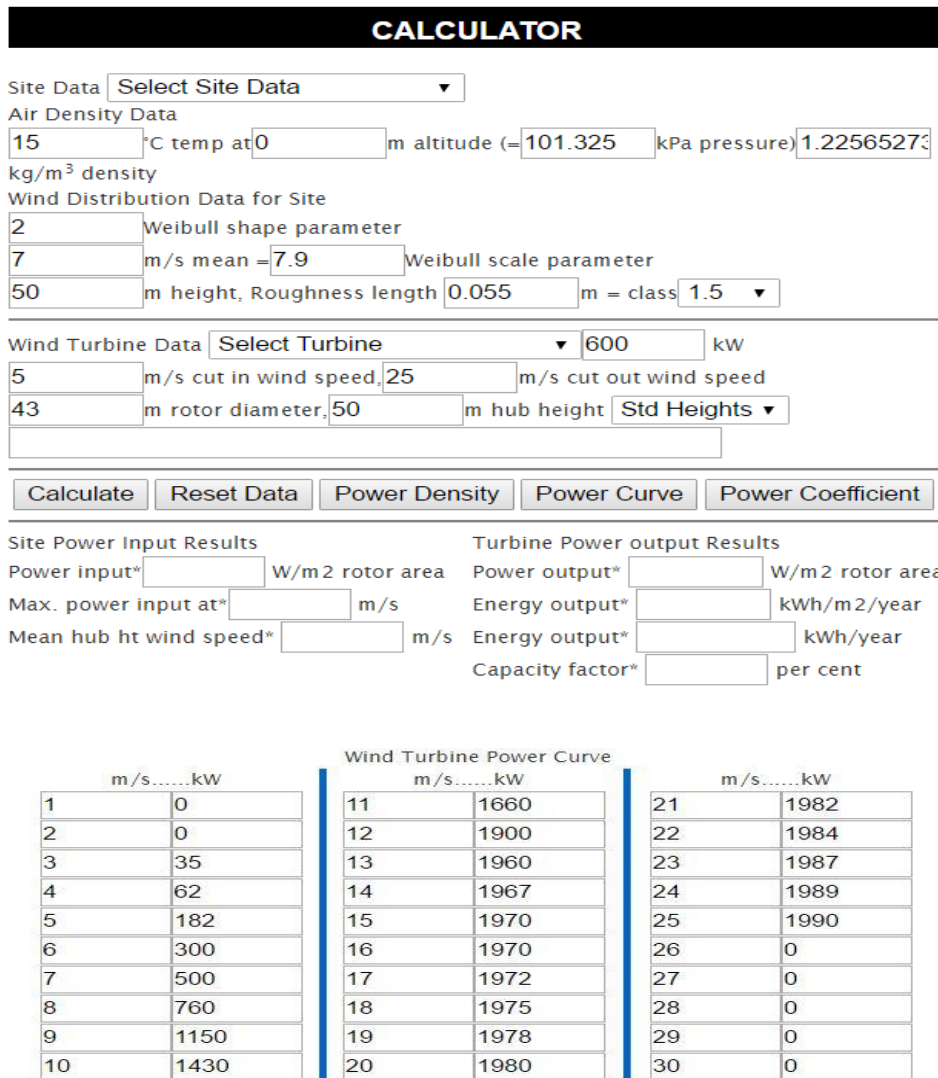 CALCULATOR
Site Data Select Site Data
Air Density Data
15 °C temp at 0 m altitude (= 101.325 kPa pressure) 1.22565273
kg/m³ density
Wind Distribution Data for Site
2 Weibull shape parameter
7 m/s mean = 7.9 Weibull scale parameter
50 m height, Roughness length 0.055 m = class 1.5
Wind Turbine Data Select Turbine 600 kW
5 m/s cut in wind speed, 25 m/s cut out wind speed
43 m rotor diameter, 50 m hub height Std Heights
Calculate Reset Data Power Density Power Curve Power Coefficient
Site Power Input Results Turbine Power output Results
Power input* W/m2 rotor area Power output* W/m2 rotor area
Max. power input at* m/s Energy output* kWh/m2/year
Mean hub ht wind speed* m/s Energy output* kWh/year
Capacity factor* per cent
Wind Turbine Power Curve
m/s......kW m/s......kW m/s......kW
1 0 11 1660 21 1982
2 0 12 1900 22 1984
3 35 13 1960 23 1987
4 62 14 1967 24 1989
5 182 15 1970 25 1990
6 300 16 1970 26 0
7 500 17 1972 27 0
8 760 18 1975 28 0
9 1150 19 1978 29 0
10 1430 20 1980 30 0